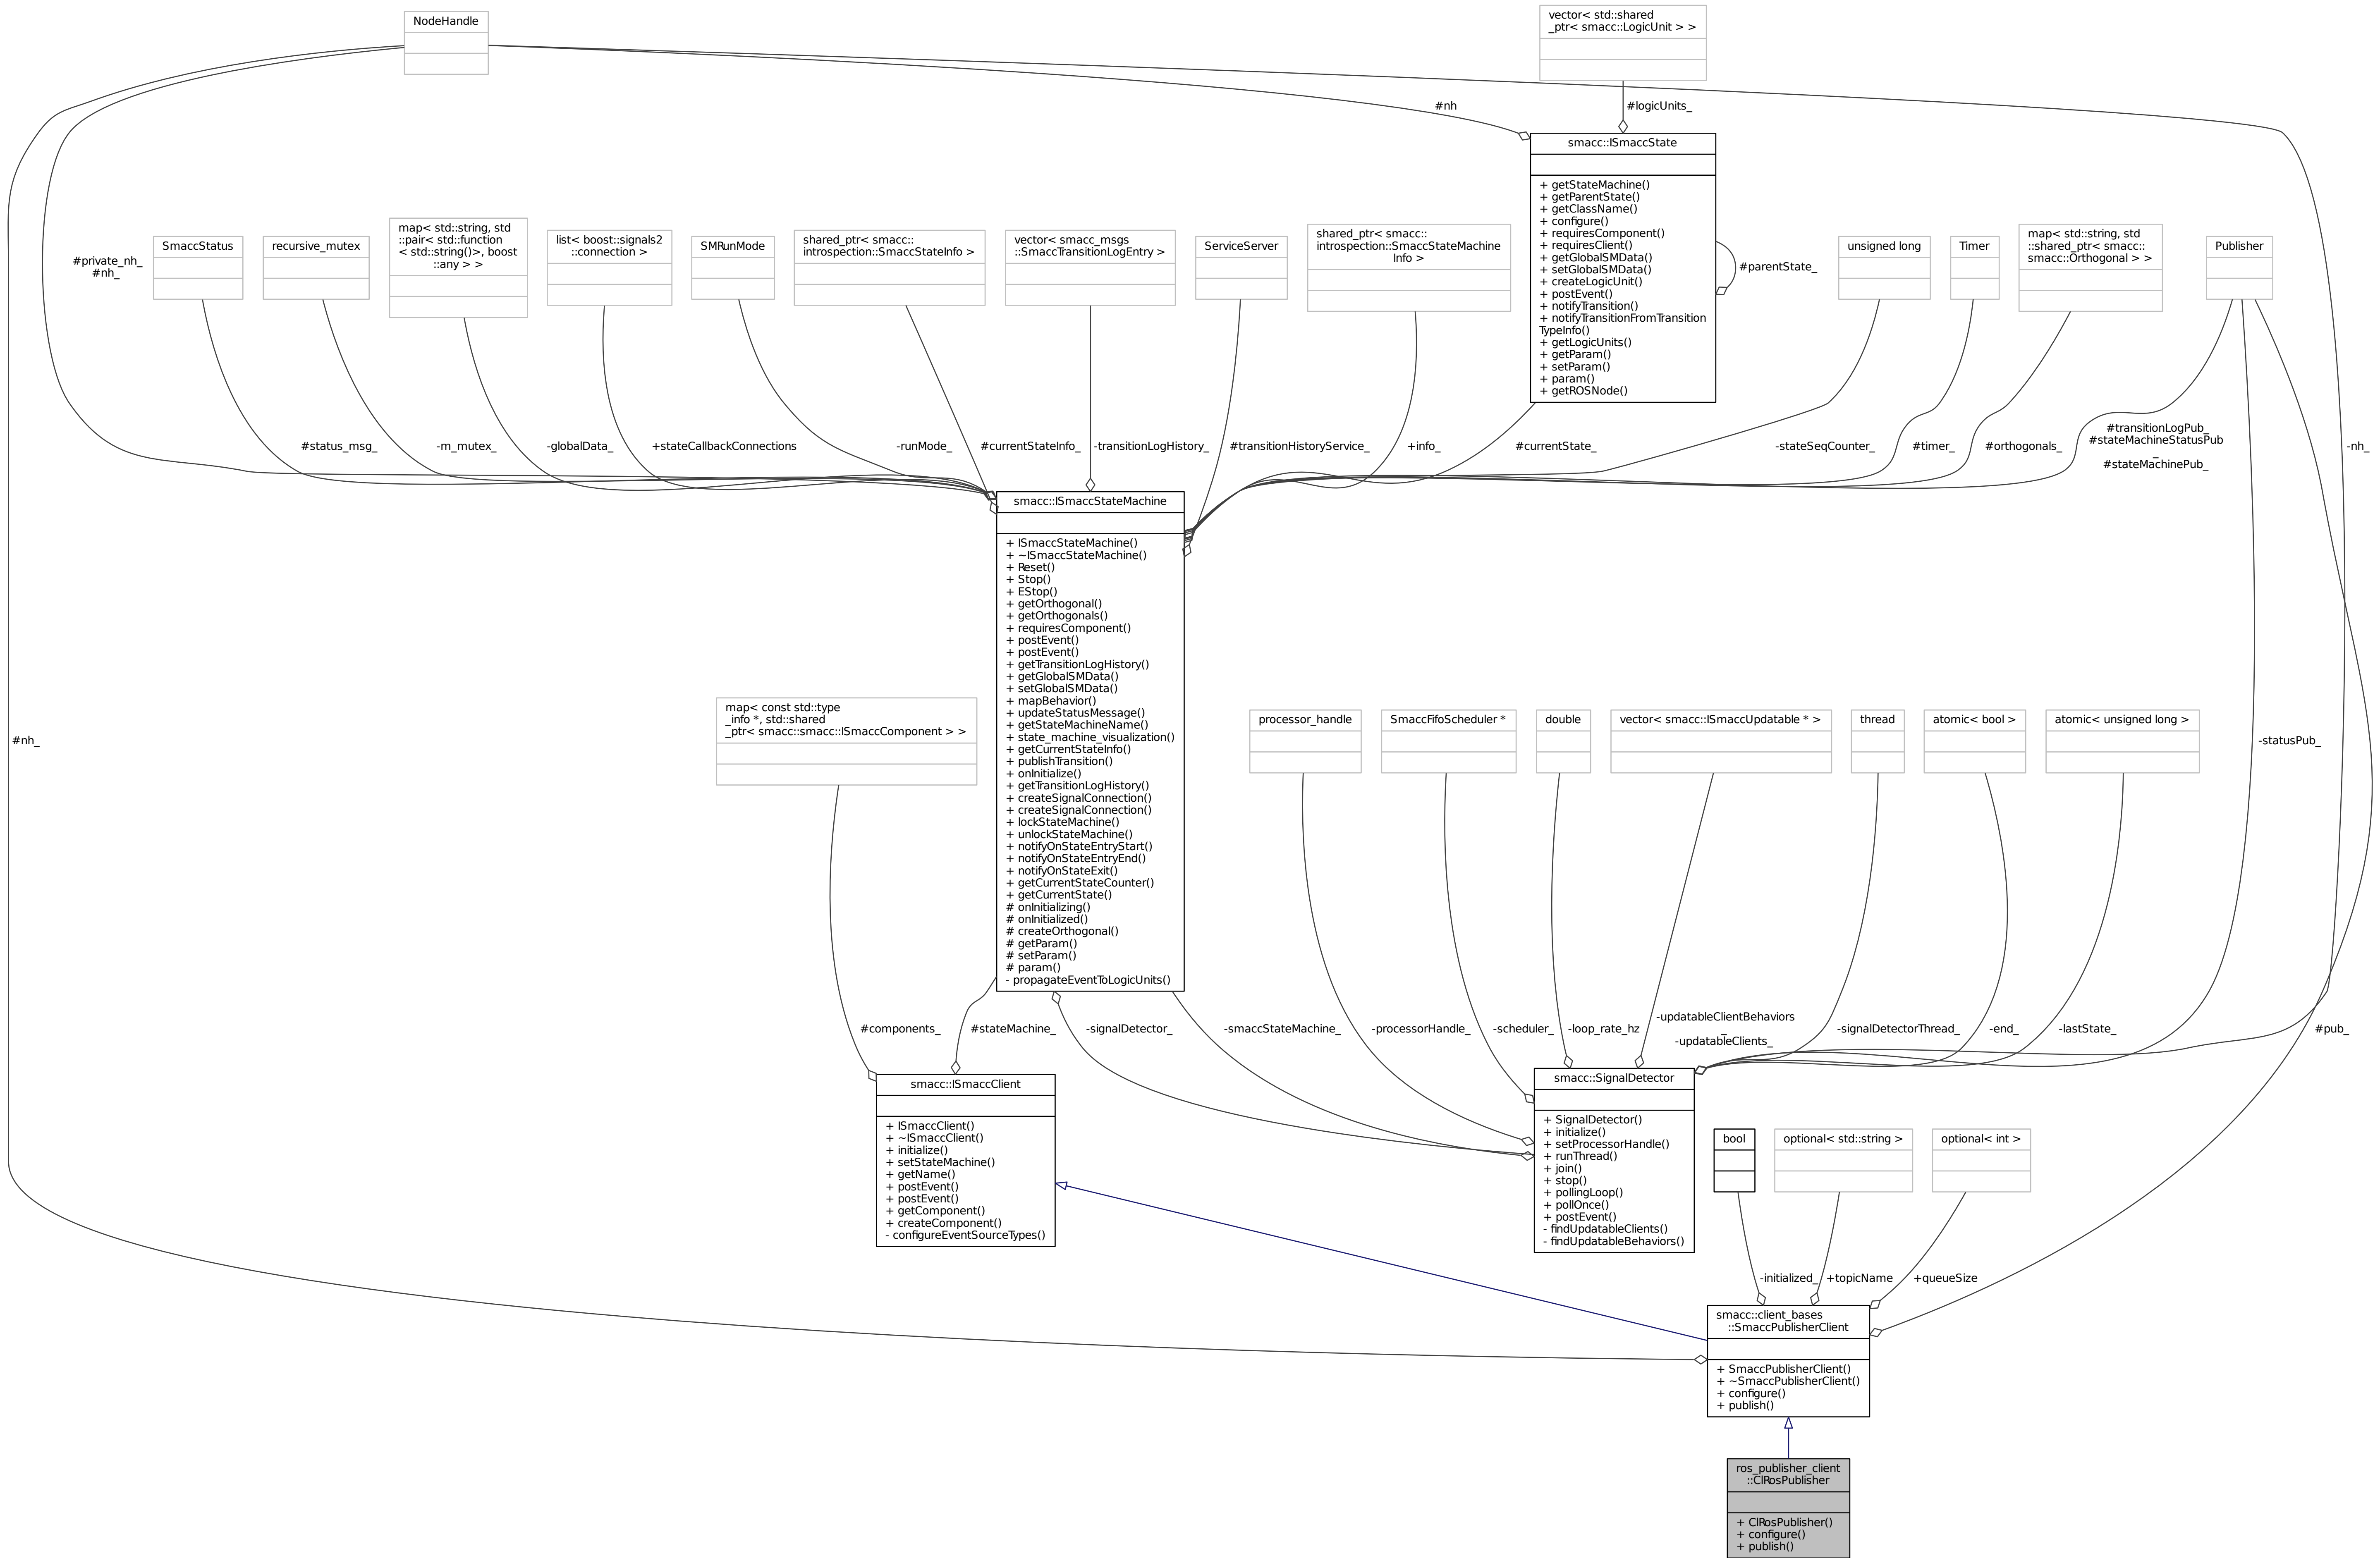 NodeHandle
vector< std::shared
_ptr< smacc::LogicUnit > >
#nh
#logicUnits_
smacc::ISmaccState
+ getStateMachine()
+ getParentState()
+ getClassName()
+ configure()
+ requiresComponent()
+ requiresClient()
+ getGlobalSMData()
+ setGlobalSMData()
+ createLogicUnit()
+ postEvent()
+ notifyTransition()
+ notifyTransitionFromTransition
TypeInfo()
+ getLogicUnits()
+ getParam()
+ setParam()
+ param()
+ getROSNode()
#parentState_
#private_nh_
#nh_
SmaccStatus
recursive_mutex
map< std::string, std
::pair< std::function
< std::string()>, boost
::any > >
list< boost::signals2
::connection >
SMRunMode
shared_ptr< smacc::
introspection::SmaccStateInfo >
vector< smacc_msgs
::SmaccTransitionLogEntry >
ServiceServer
shared_ptr< smacc::
introspection::SmaccStateMachine
Info >
unsigned long
Timer
map< std::string, std
::shared_ptr< smacc::
smacc::Orthogonal > >
Publisher
#status_msg_
-m_mutex_
-globalData_
+stateCallbackConnections
-runMode_
#currentStateInfo_
-transitionLogHistory_
#transitionHistoryService_
+info_
#currentState_
-stateSeqCounter_
#timer_
#orthogonals_
#transitionLogPub_
#stateMachineStatusPub
_
#stateMachinePub_
-nh_
smacc::ISmaccStateMachine
+ ISmaccStateMachine()
+ ~ISmaccStateMachine()
+ Reset()
+ Stop()
+ EStop()
+ getOrthogonal()
+ getOrthogonals()
+ requiresComponent()
+ postEvent()
+ postEvent()
+ getTransitionLogHistory()
+ getGlobalSMData()
+ setGlobalSMData()
+ mapBehavior()
+ updateStatusMessage()
+ getStateMachineName()
+ state_machine_visualization()
+ getCurrentStateInfo()
+ publishTransition()
+ onInitialize()
+ getTransitionLogHistory()
+ createSignalConnection()
+ createSignalConnection()
+ lockStateMachine()
+ unlockStateMachine()
+ notifyOnStateEntryStart()
+ notifyOnStateEntryEnd()
+ notifyOnStateExit()
+ getCurrentStateCounter()
+ getCurrentState()
# onInitializing()
# onInitialized()
# createOrthogonal()
# getParam()
# setParam()
# param()
- propagateEventToLogicUnits()
#nh_
map< const std::type
_info *, std::shared
_ptr< smacc::smacc::ISmaccComponent > >
processor_handle
SmaccFifoScheduler *
double
vector< smacc::ISmaccUpdatable * >
thread
atomic< bool >
atomic< unsigned long >
-statusPub_
#components_
#stateMachine_
-signalDetector_
-smaccStateMachine_
-processorHandle_
-scheduler_
-loop_rate_hz
-updatableClientBehaviors
_
-updatableClients_
-signalDetectorThread_
-end_
-lastState_
#pub_
smacc::ISmaccClient
+ ISmaccClient()
+ ~ISmaccClient()
+ initialize()
+ setStateMachine()
+ getName()
+ postEvent()
+ postEvent()
+ getComponent()
+ createComponent()
- configureEventSourceTypes()
smacc::SignalDetector
+ SignalDetector()
+ initialize()
+ setProcessorHandle()
+ runThread()
+ join()
+ stop()
+ pollingLoop()
+ pollOnce()
+ postEvent()
- findUpdatableClients()
- findUpdatableBehaviors()
bool
optional< std::string >
optional< int >
-initialized_
+topicName
+queueSize
smacc::client_bases
::SmaccPublisherClient
+ SmaccPublisherClient()
+ ~SmaccPublisherClient()
+ configure()
+ publish()
ros_publisher_client
::ClRosPublisher
+ ClRosPublisher()
+ configure()
+ publish()